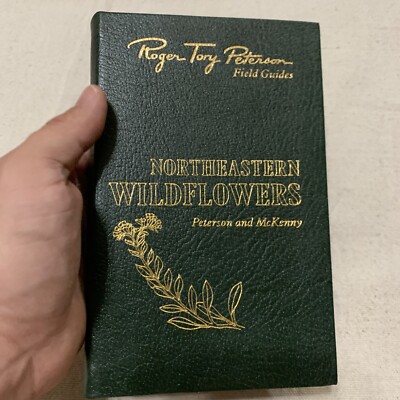 Roger Tory Peterson
Field Guides
NORTHEASTERN
WILDFLOWERS
Peterson and McKenny